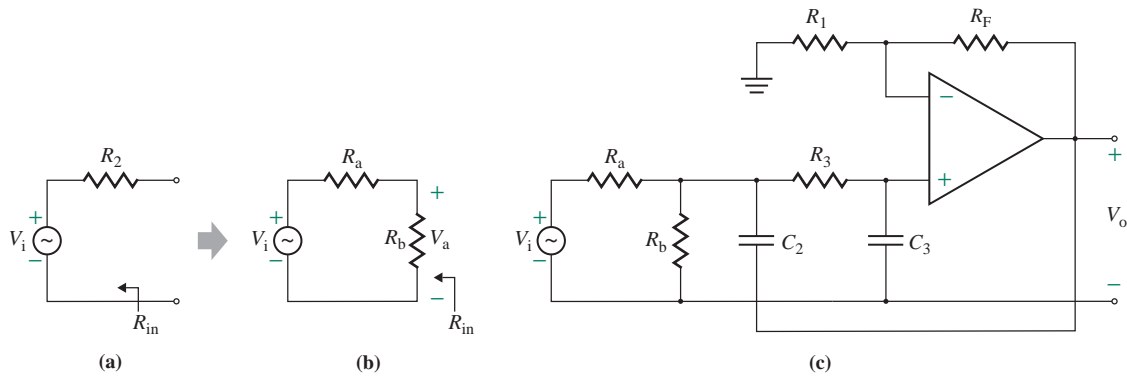 R2
Vi
+
−
Rin
(a)
Ra
Vi
+
−
Rb
+
Va
−
Rin
(b)
R1
RF
−
+
Ra
R3
Vi
+
−
Rb
C2
C3
+
Vo
−
(c)